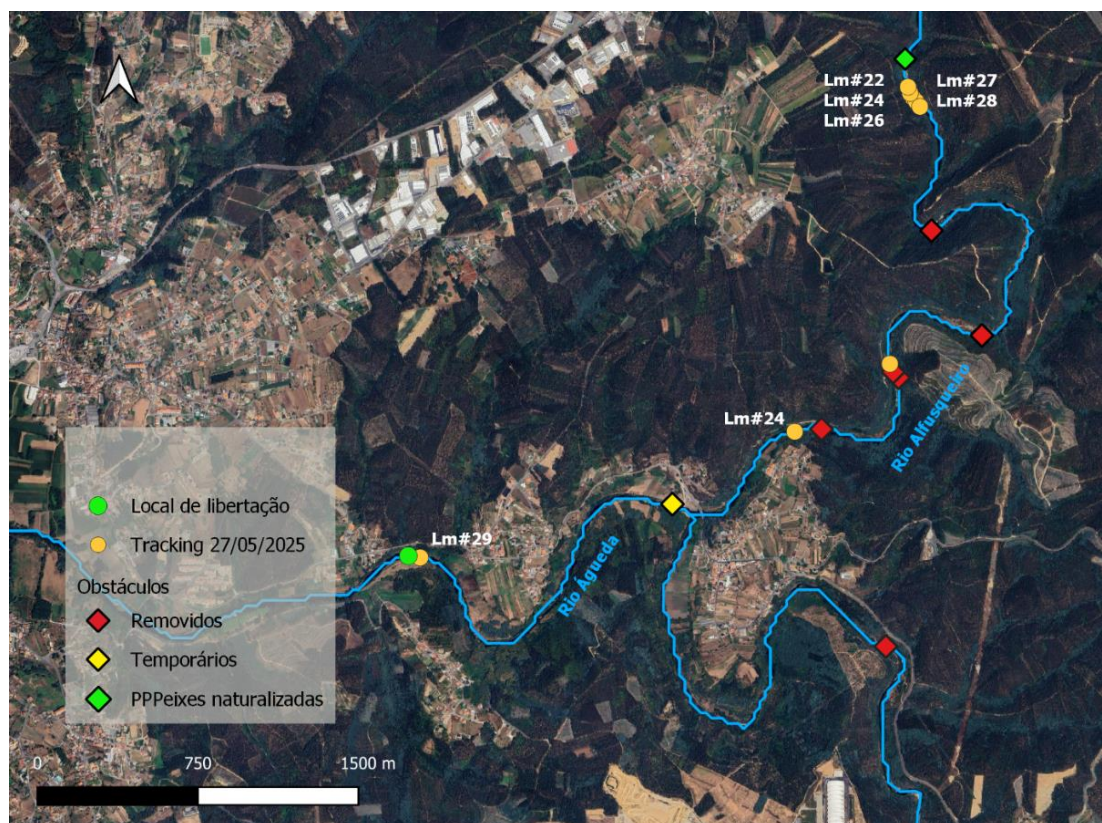 Lm#22
Lm#24
Lm#26
Lm#27
Lm#28
Rio Alfusqueiro
Lm#24
Lm#29
Rio Águeda
Local de libertação
Tracking 27/05/2025
Obstáculos
Removidos
Temporários
PPPeixes naturalizadas
0 750 1500 m